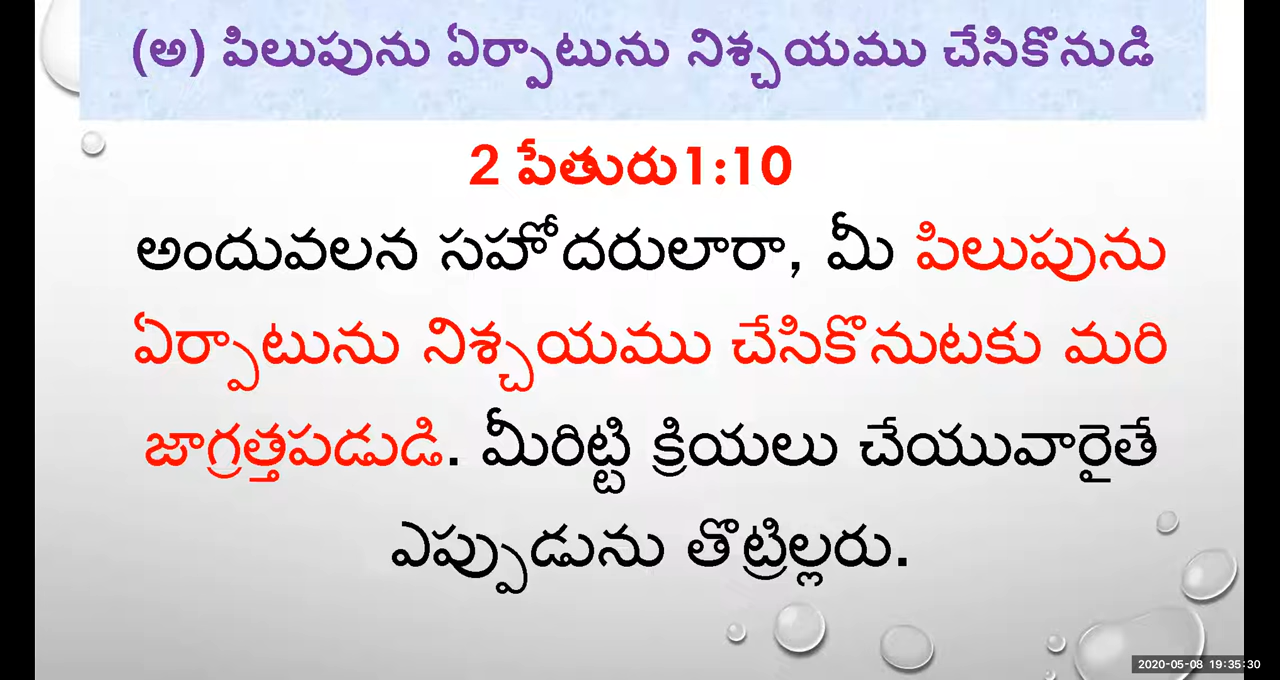 (అ) పిలుపును ఏర్పాటును నిశ్చయము చేసికొనుడి
2 పేతురు1:10
అందువలన సహోదరులారా, మీ పిలుపును
ఏర్పాటును నిశ్చయము చేసికొనుటకు మరి
జాగ్రత్తపడుడి. మీరిట్టి క్రియలు చేయువారైతే
ఎప్పుడును తొట్రిల్లరు.
2020-05-08 19:35:30